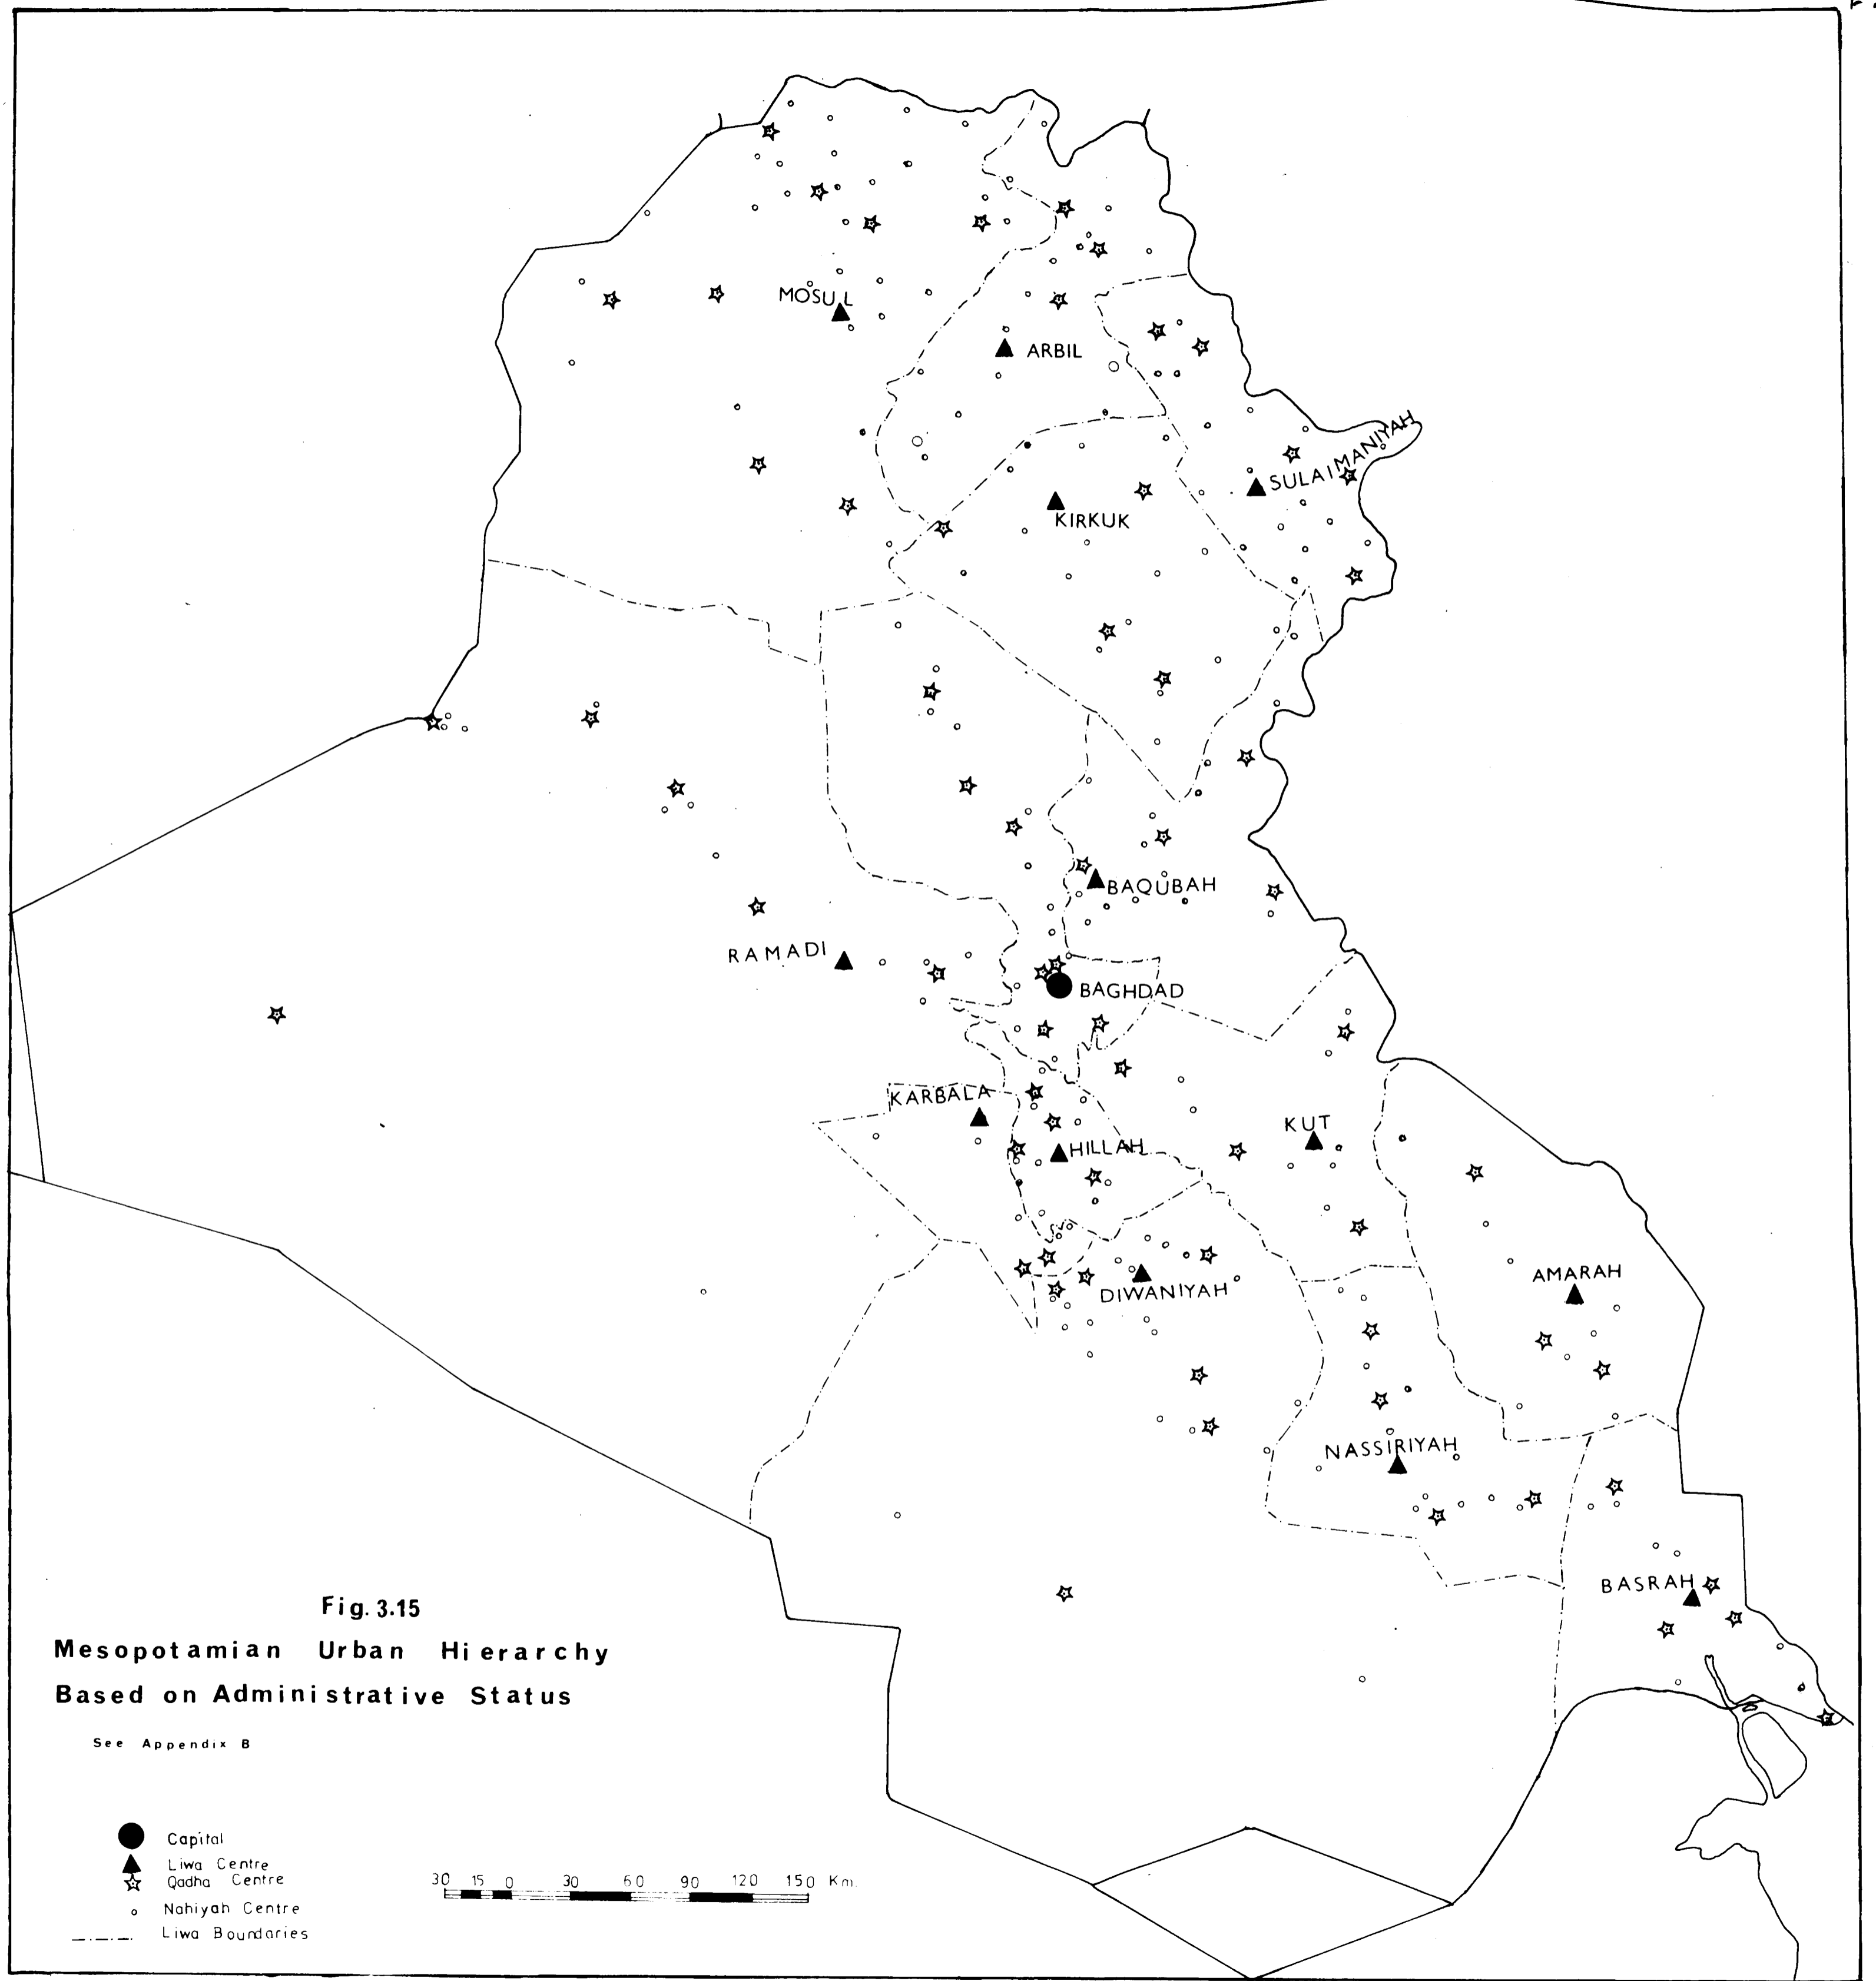 MOSUL
ARBIL
SULAIMANIYAH
KIRKUK
BAQUBAH
RAMADI
BAGHDAD
KARBALA
HILLAH
KUT
DIWANIYAH
AMARAH
NASSIRIYAH
BASRAH
Fig. 3.15
Mesopotamian Urban Hierarchy
Based on Administrative Status
See Appendix B
Capital
Liwa Centre
Qadha Centre
Nahiyah Centre
Liwa Boundaries
30 15 0 30 60 90 120 150 Km.